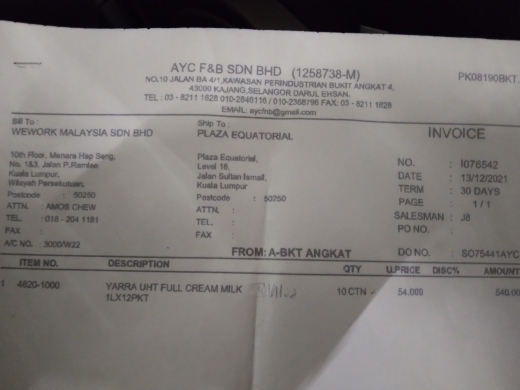 AYC F&B SDN BHD (1258738-M)
PK08190BKT
NO.10 JALAN BA 4/1, KAWASAN PERINDUSTRIAN BUKIT ANGKAT 4,
43000 KAJANG, SELANGOR DARUL EHSAN.
TEL : 03 - 8211 1628 010-2846116 / 010-2368796 FAX: 03 - 8211 1628
EMAIL: aycfnb@gmail.com
Bill To :
WEWORK MALAYSIA SDN BHD
10th Floor, Menara Hap Seng,
No. 1&3, Jalan P.Ramlee
Kuala Lumpur,
Wilayah Persekutuan.
Postcode : 50250
ATTN : AMOS CHEW
TEL. : 018 - 204 1181
FAX
A/C NO. : 3000/W22
Ship To :
PLAZA EQUATORIAL
Plaza Equatorial,
Level 16,
Jalan Sultan Ismail,
Kuala Lumpur
Postcode : 50250
ATTN. :
TEL. :
FAX :
INVOICE
NO. : I076542
DATE : 13/12/2021
TERM : 30 DAYS
PAGE : 1 / 1
SALESMAN : J8
PO NO. :
DO NO. : SO75441AYC
FROM: A-BKT ANGKAT
ITEM NO. DESCRIPTION QTY U.PRICE DISC% AMOUNT
1 4820-1000 YARRA UHT FULL CREAM MILK 10 CTN 54.000 540.00
1LX12PKT